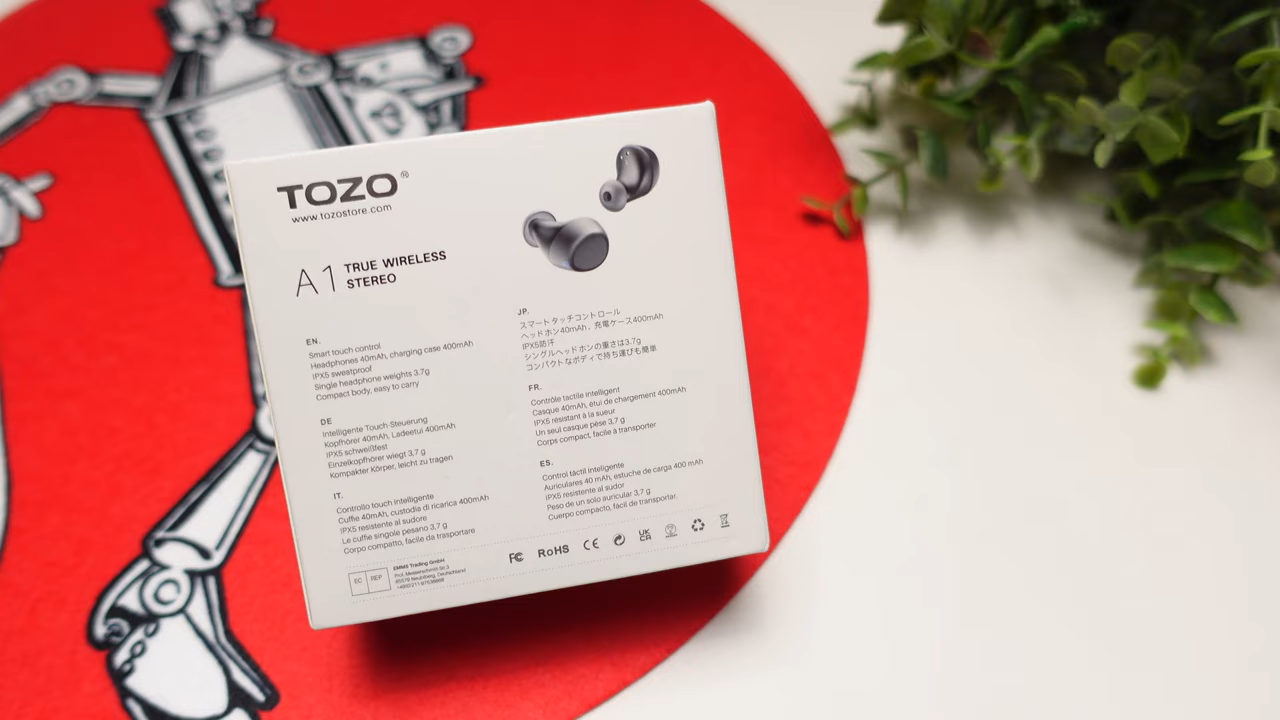 TOZO®
www.tozostore.com
A1 TRUE WIRELESS
STEREO
EN.
Smart touch control
Headphones 40mAh, charging case 400mAh
IPX5 sweatproof
Single headphone weights 3.7g
Compact body, easy to carry
DE
Intelligente Touch-Steuerung
Kopfhörer 40mAh, Ladeetui 400mAh
IPX5 schweißfest
Einzelkopfhörer wiegt 3,7 g
Kompakter Körper, leicht zu tragen
IT.
Controllo touch intelligente
Cuffie 40mAh, custodia di ricarica 400mAh
IPX5 resistente al sudore
Le cuffie singole pesano 3,7 g
Corpo compatto, facile da trasportare
JP.
スマートタッチコントロール
ヘッドホン40mAh、充電ケース400mAh
IPX5防汗
シングルヘッドホンの重さは3.7g
コンパクトなボディで持ち運びも簡単
FR.
Contrôle tactile intelligent
Casque 40mAh, étui de chargement 400mAh
IPX5 résistant à la sueur
Un seul casque pèse 3,7 g
Corps compact, facile à transporter
ES.
Control táctil inteligente
Auriculares 40 mAh, estuche de carga 400 mAh
IPX5 resistente al sudor
Peso de un solo auricular 3,7 g
Cuerpo compacto, fácil de transportar.
EC REP
EMMS Trading GmbH
Prof.-Messerschmitt-Str.3
85579 Neubiberg, Deutschland
FC RoHS CE UK CA